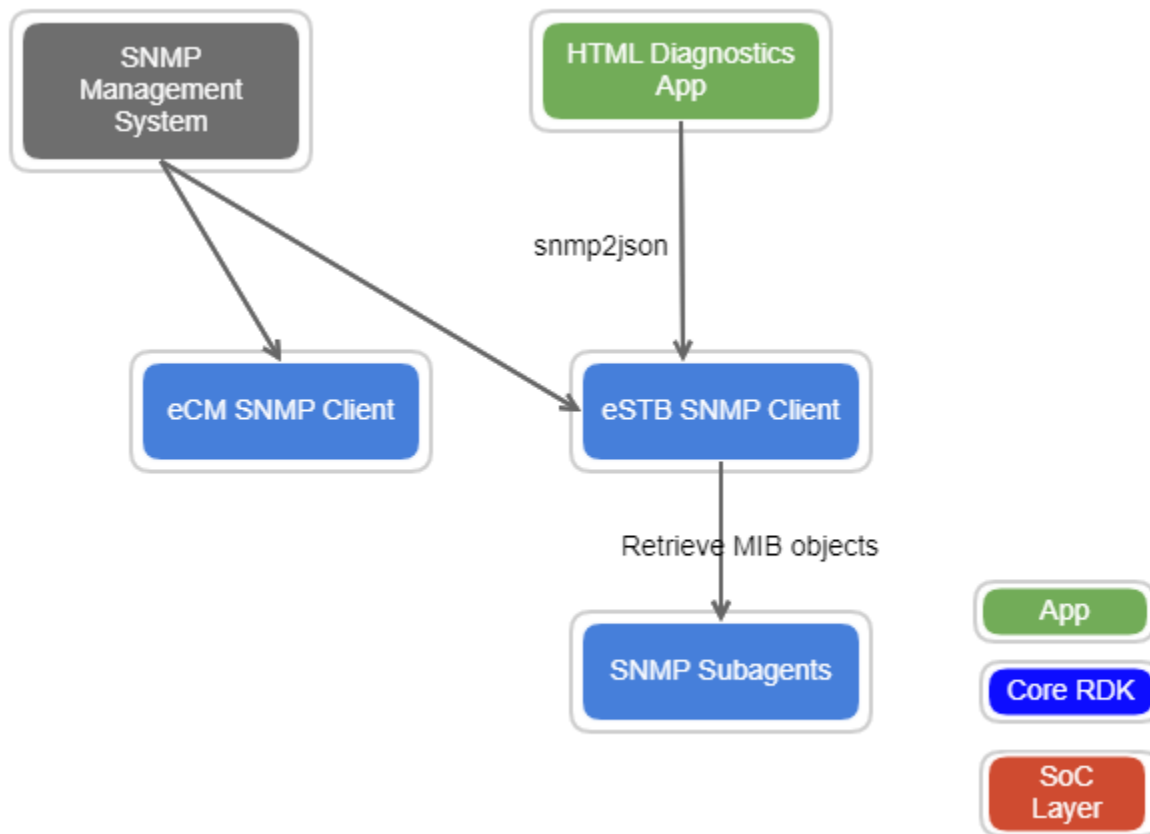 SNMP
Management
System
HTML Diagnostics
App
snmp2json
eCM SNMP Client
eSTB SNMP Client
Retrieve MIB objects
SNMP Subagents
App
Core RDK
SoC
Layer